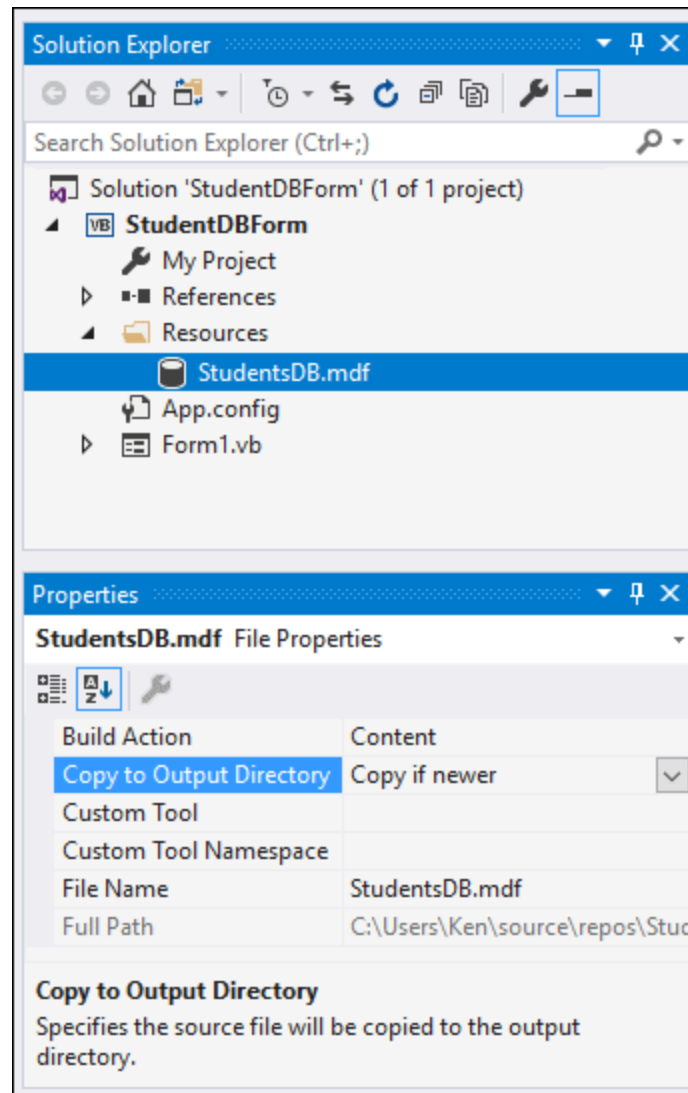 Solution Explorer
Search Solution Explorer (Ctrl+;)
Solution 'StudentDBForm' (1 of 1 project)
VB StudentDBForm
My Project
References
Resources
StudentsDB.mdf
App.config
Form1.vb
Properties
StudentsDB.mdf File Properties
Build Action Content
Copy to Output Directory Copy if newer
Custom Tool
Custom Tool Namespace
File Name StudentsDB.mdf
Full Path C:\Users\Ken\source\repos\Stud
Copy to Output Directory
Specifies the source file will be copied to the output
directory.